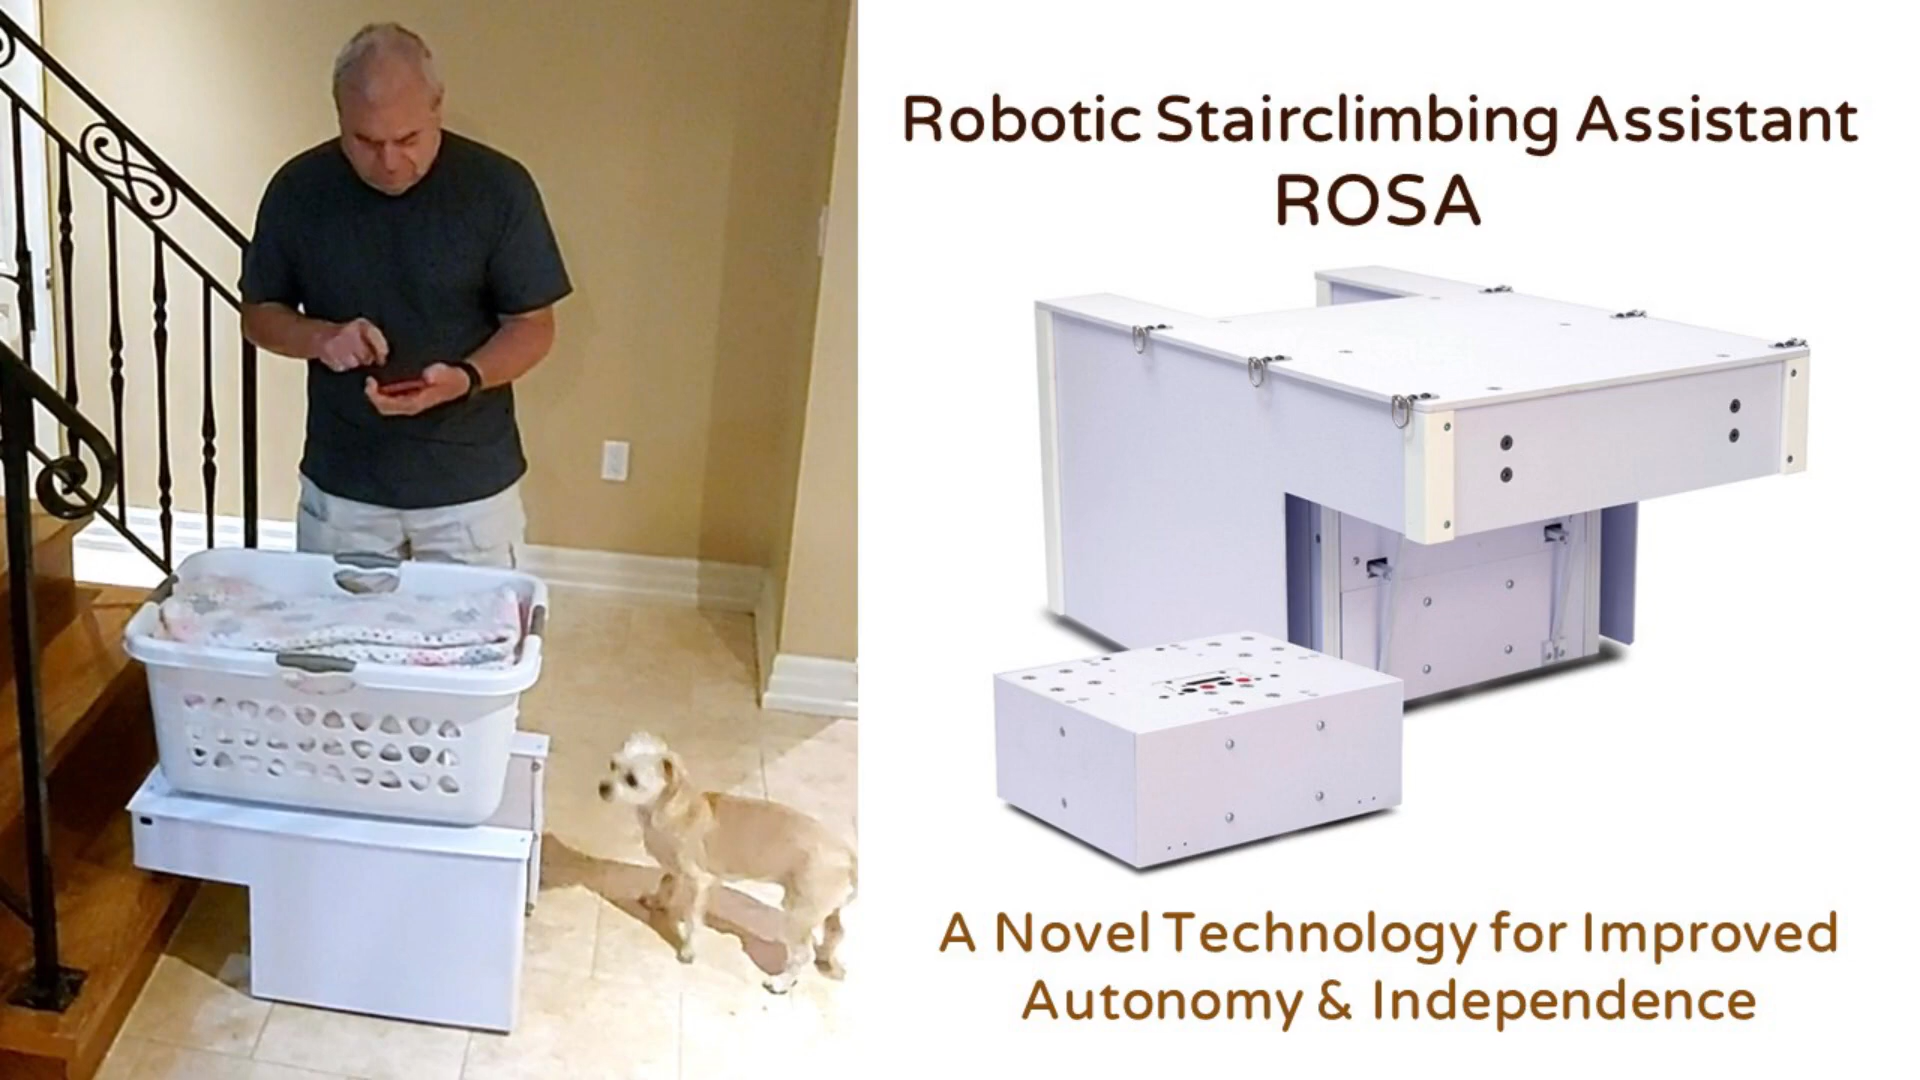 Robotic Stairclimbing Assistant
ROSA
A Novel Technology for Improved
Autonomy & Independence